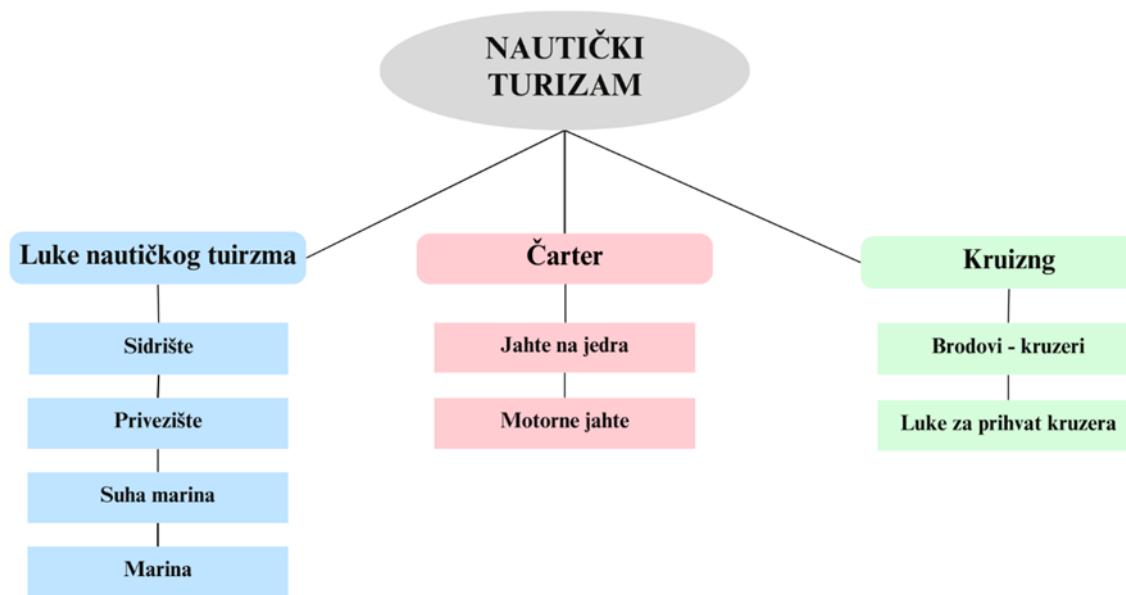 NAUTIČKI
TURIZAM
Luke nautičkog tuirzma
Sidrište
Privezište
Suha marina
Marina
Čarter
Jahte na jedra
Motorne jahte
Kruizng
Brodovi - kruzeri
Luke za prihvat kruzera